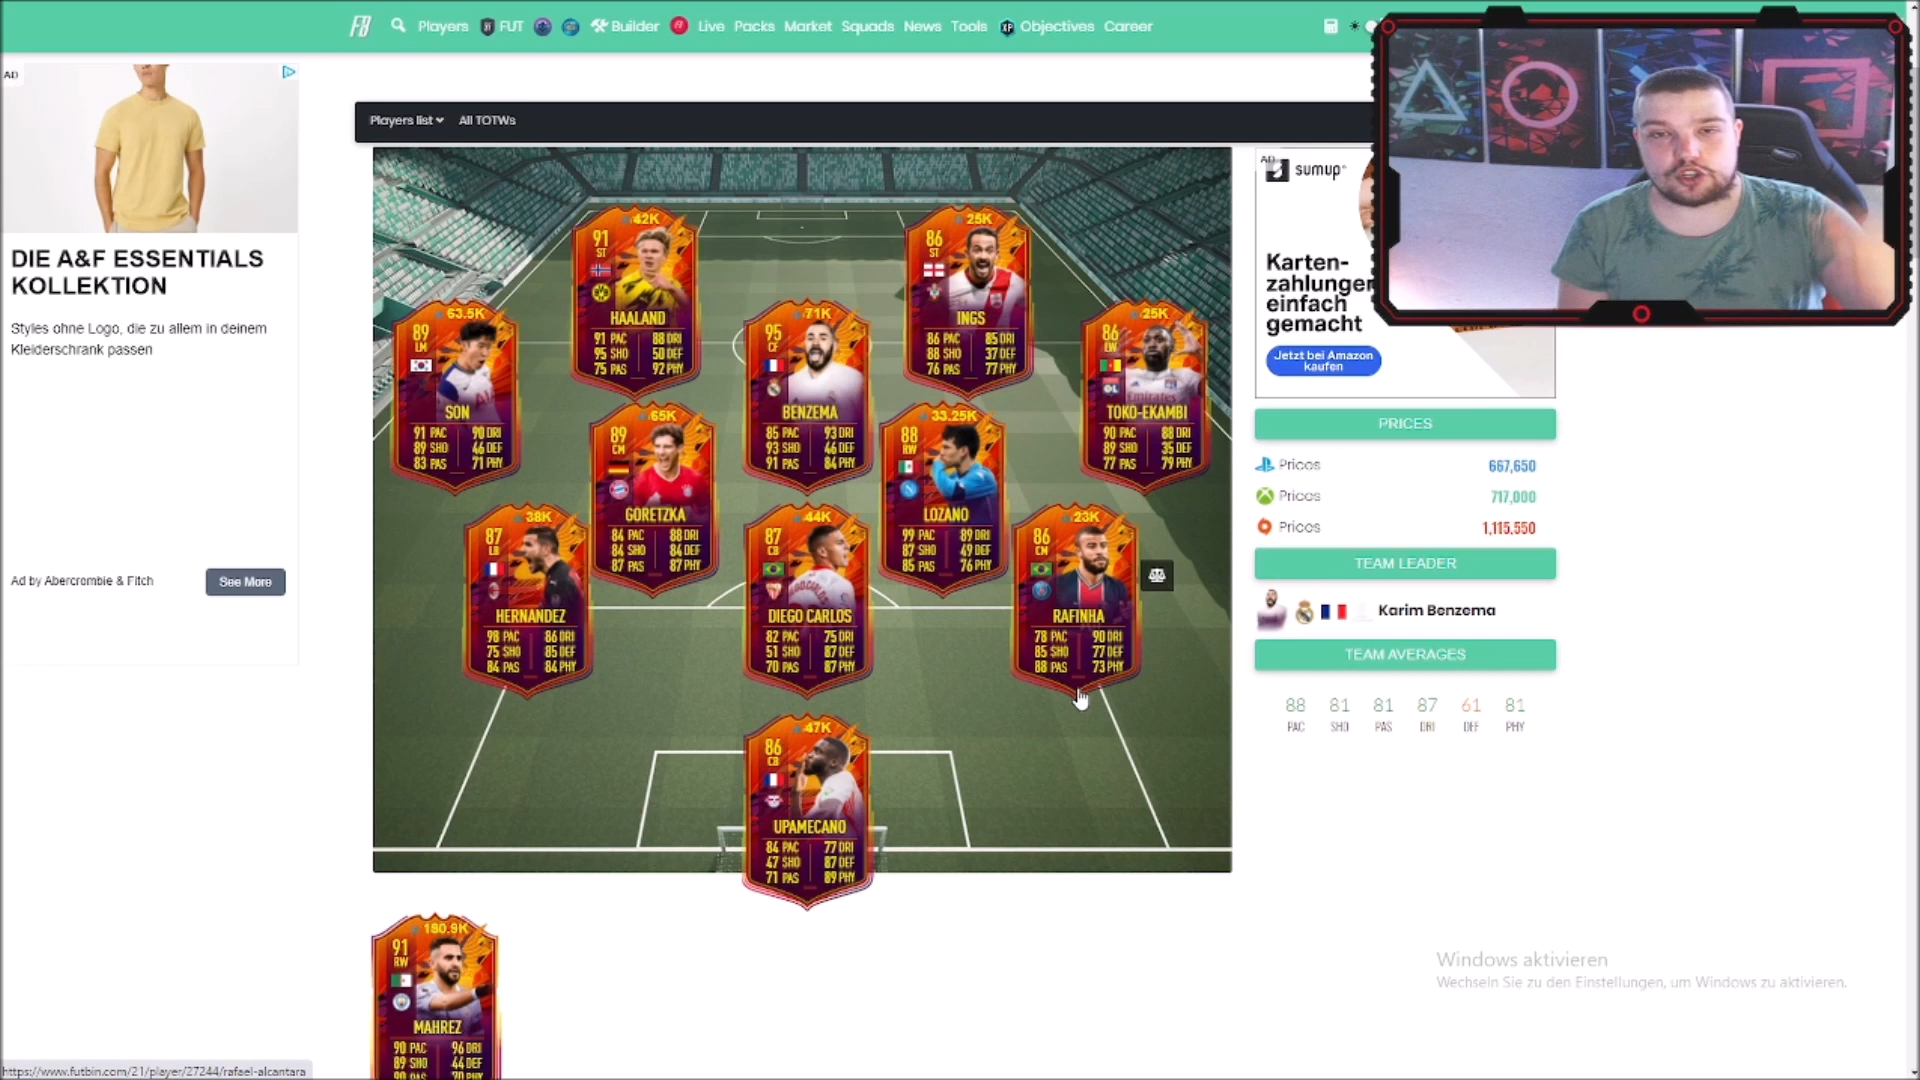 FB Players FUT Builder Live Packs Market Squads News Tools XP Objectives Career
AD
Players list All TOTWs
DIE A&F ESSENTIALS
KOLLEKTION
Styles ohne Logo, die zu allem in deinem
Kleiderschrank passen
Ad by Abercrombie & Fitch
See More
42K
91
ST
HAALAND
91 PAC 88 DRI
95 SHO 50 DEF
75 PAS 92 PHY
25K
86
ST
INGS
86 PAC 85 DRI
88 SHO 37 DEF
76 PAS 77 PHY
63.5K
89
LM
SON
91 PAC 90 DRI
89 SHO 46 DEF
83 PAS 71 PHY
71K
95
CF
BENZEMA
85 PAC 93 DRI
93 SHO 46 DEF
91 PAS 84 PHY
25K
86
LW
TOKO-EKAMBI
90 PAC 88 DRI
89 SHO 35 DEF
77 PAS 79 PHY
65K
89
CM
GORETZKA
84 PAC 88 DRI
84 SHO 84 DEF
87 PAS 87 PHY
33.25K
88
RW
LOZANO
99 PAC 89 DRI
87 SHO 49 DEF
85 PAS 76 PHY
38K
87
LB
HERNANDEZ
98 PAC 86 DRI
75 SHO 85 DEF
84 PAS 84 PHY
44K
87
CB
DIEGO CARLOS
82 PAC 75 DRI
51 SHO 87 DEF
70 PAS 87 PHY
23K
86
CM
RAFINHA
78 PAC 90 DRI
85 SHO 77 DEF
88 PAS 73 PHY
47K
86
CB
UPAMECANO
84 PAC 77 DRI
47 SHO 87 DEF
71 PAS 89 PHY
180.9K
91
RW
MAHREZ
90 PAC 96 DRI
89 SHO 44 DEF
AD
sumup
Karten-
zahlungen
einfach
gemacht
Jetzt bei Amazon
kaufen
PRICES
Prices 667,650
Prices 717,000
Prices 1,115,550
TEAM LEADER
Karim Benzema
TEAM AVERAGES
88 81 81 87 61 81
PAC SHO PAS DRI DEF PHY
Windows aktivieren
Wechseln Sie zu den Einstellungen, um Windows zu aktivieren.
https://www.futbin.com/21/player/27244/rafael-alcantara